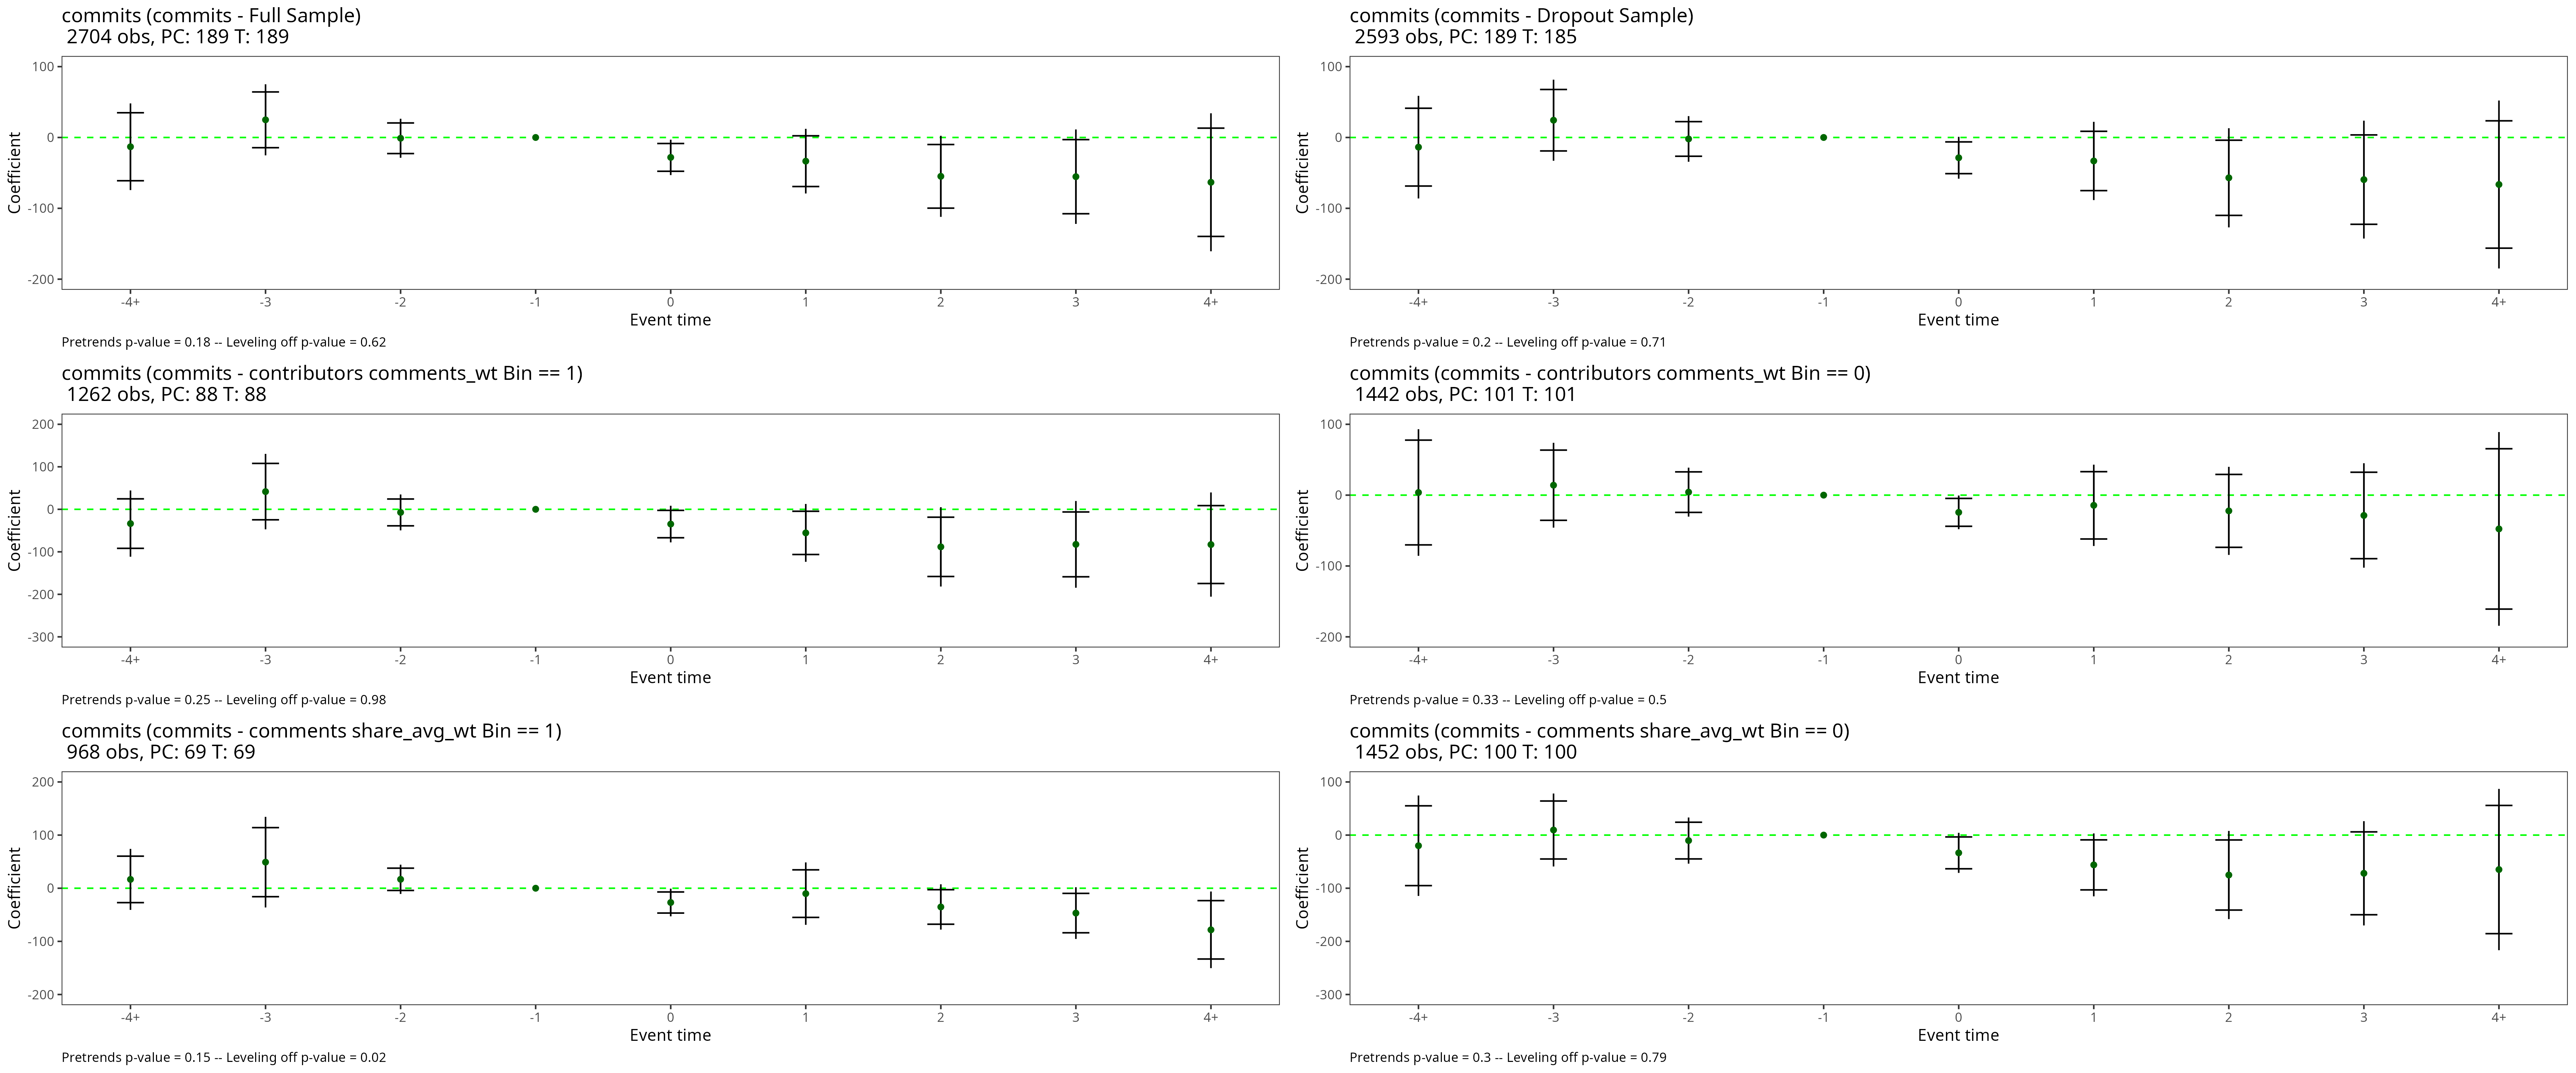 commits (commits - Full Sample)
2704 obs, PC: 189 T: 189
100
0
-100
-200
Coefficient
-4+ -3 -2 -1 0 1 2 3 4+
Event time
Pretrends p-value = 0.18 -- Leveling off p-value = 0.62
commits (commits - Dropout Sample)
2593 obs, PC: 189 T: 185
100
0
-100
-200
Coefficient
-4+ -3 -2 -1 0 1 2 3 4+
Event time
Pretrends p-value = 0.2 -- Leveling off p-value = 0.71
commits (commits - contributors comments_wt Bin == 1)
1262 obs, PC: 88 T: 88
200
100
0
-100
-200
-300
Coefficient
-4+ -3 -2 -1 0 1 2 3 4+
Event time
Pretrends p-value = 0.25 -- Leveling off p-value = 0.98
commits (commits - contributors comments_wt Bin == 0)
1442 obs, PC: 101 T: 101
100
0
-100
-200
Coefficient
-4+ -3 -2 -1 0 1 2 3 4+
Event time
Pretrends p-value = 0.33 -- Leveling off p-value = 0.5
commits (commits - comments share_avg_wt Bin == 1)
968 obs, PC: 69 T: 69
200
100
0
-100
-200
Coefficient
-4+ -3 -2 -1 0 1 2 3 4+
Event time
Pretrends p-value = 0.15 -- Leveling off p-value = 0.02
commits (commits - comments share_avg_wt Bin == 0)
1452 obs, PC: 100 T: 100
100
0
-100
-200
-300
Coefficient
-4+ -3 -2 -1 0 1 2 3 4+
Event time
Pretrends p-value = 0.3 -- Leveling off p-value = 0.79